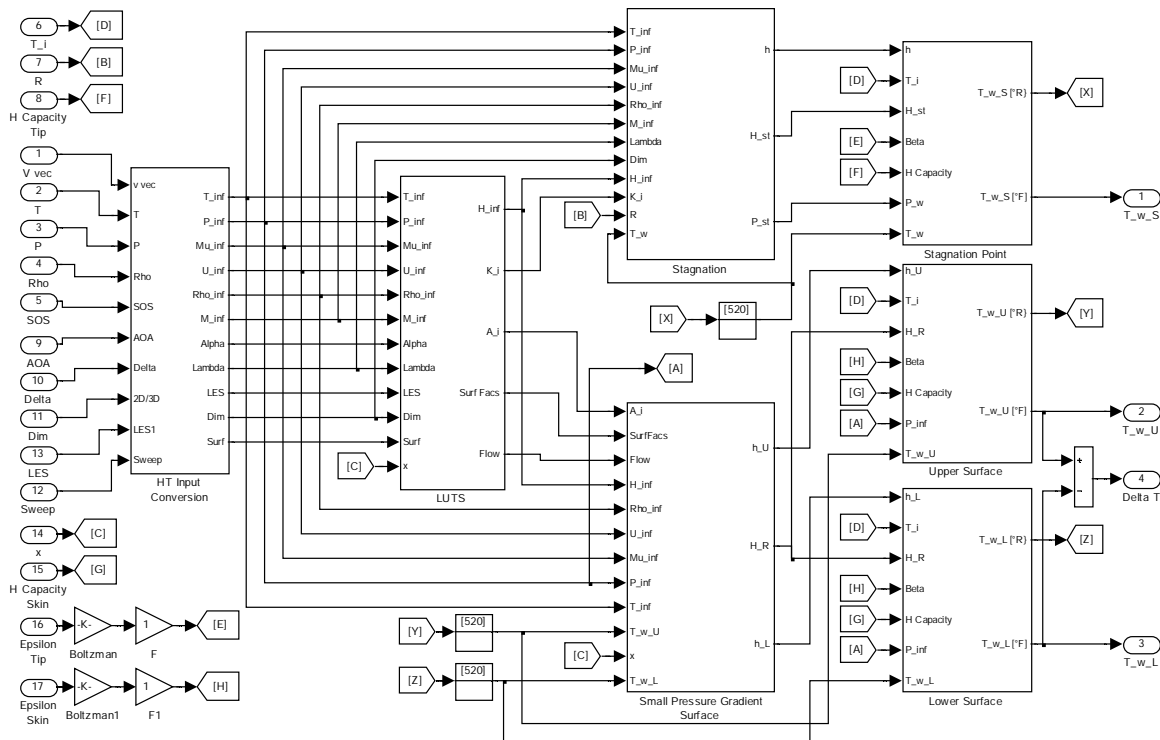 6
T_i
[D]
7
R
[B]
8
H Capacity
Tip
[F]
1
V vec
2
T
3
P
4
Rho
5
SOS
9
AOA
10
Delta
11
Dim
13
LES
12
Sweep
14
x
[C]
15
H Capacity
Skin
[G]
16
Epsilon
Tip
-K-
Boltzman
1
F
[E]
17
Epsilon
Skin
-K-
Boltzman1
1
F1
[H]
v vec
T
P
Rho
SOS
AOA
Delta
2D/3D
LES1
Sweep
T_inf
P_inf
Mu_inf
U_inf
Rho_inf
M_inf
Alpha
Lambda
LES
Dim
Surf
HT Input
Conversion
T_inf
P_inf
Mu_inf
U_inf
Rho_inf
M_inf
Alpha
Lambda
LES
Dim
Surf
x
H_inf
K_i
A_i
Surf Facs
Flow
LUTS
[C]
T_inf
P_inf
Mu_inf
U_inf
Rho_inf
M_inf
Lambda
Dim
H_inf
K_i
R
T_w
h
H_st
P_st
Stagnation
[B]
[X]
[520]
[A]
A_i
SurfFacs
Flow
H_inf
Rho_inf
U_inf
Mu_inf
P_inf
T_inf
T_w_U
x
T_w_L
h_U
H_R
h_L
Small Pressure Gradient
Surface
[Y]
[520]
[C]
[Z]
[520]
[D]
[E]
[F]
h
T_i
H_st
Beta
H Capacity
P_w
T_w
T_w_S [°R}
T_w_S [°F]
Stagnation Point
[X]
1
T_w_S
[D]
[H]
[G]
[A]
h_U
T_i
H_R
Beta
H Capacity
P_inf
T_w_U
T_w_U [°R}
T_w_U [°F]
Upper Surface
[Y]
2
T_w_U
+
-
4
Delta T
[D]
[H]
[G]
[A]
h_L
T_i
H_R
Beta
H Capacity
P_inf
T_w_L
T_w_L [°R}
T_w_L [°F]
Lower Surface
[Z]
3
T_w_L